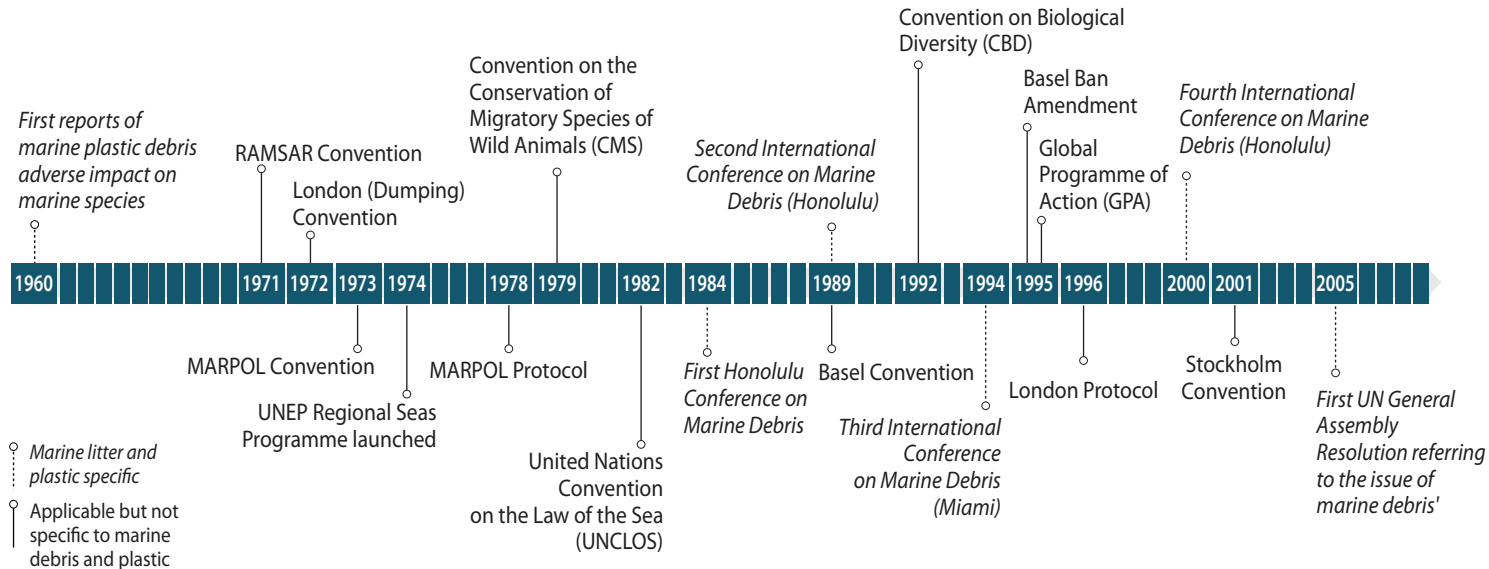 First reports of
marine plastic debris
adverse impact on
marine species
RAMSAR Convention
London (Dumping)
Convention
Convention on the
Conservation of
Migratory Species of
Wild Animals (CMS)
Second International
Conference on Marine
Debris (Honolulu)
Convention on Biological
Diversity (CBD)
Basel Ban
Amendment
Global
Programme of
Action (GPA)
Fourth International
Conference on Marine
Debris (Honolulu)
1960 1971 1972 1973 1974 1978 1979 1982 1984 1989 1992 1994 1995 1996 2000 2001 2005
MARPOL Convention
UNEP Regional Seas
Programme launched
MARPOL Protocol
United Nations
Convention
on the Law of the Sea
(UNCLOS)
First Honolulu
Conference on
Marine Debris
Basel Convention
Third International
Conference
on Marine Debris
(Miami)
London Protocol
Stockholm
Convention
First UN General
Assembly
Resolution referring
to the issue of
marine debris'
Marine litter and
plastic specific
Applicable but not
specific to marine
debris and plastic